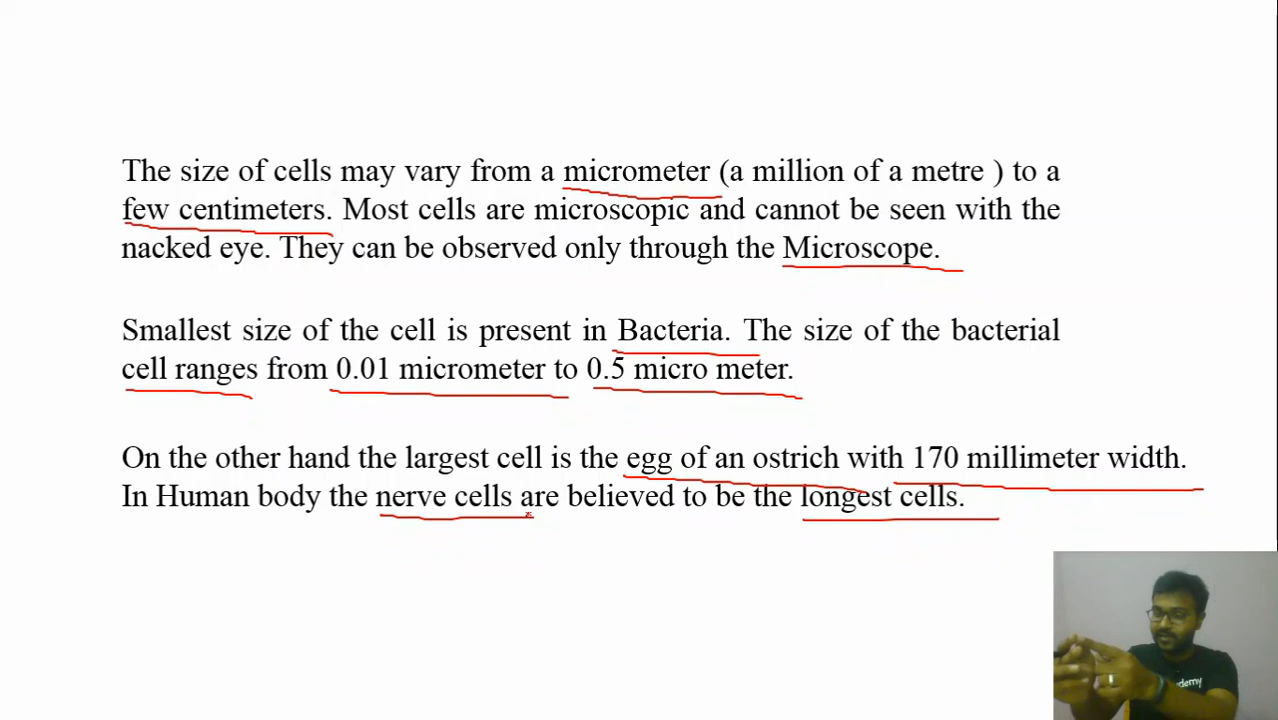 The size of cells may vary from a micrometer (a million of a metre ) to a
few centimeters. Most cells are microscopic and cannot be seen with the
nacked eye. They can be observed only through the Microscope.
Smallest size of the cell is present in Bacteria. The size of the bacterial
cell ranges from 0.01 micrometer to 0.5 micro meter.
On the other hand the largest cell is the egg of an ostrich with 170 millimeter width.
In Human body the nerve cells are believed to be the longest cells.